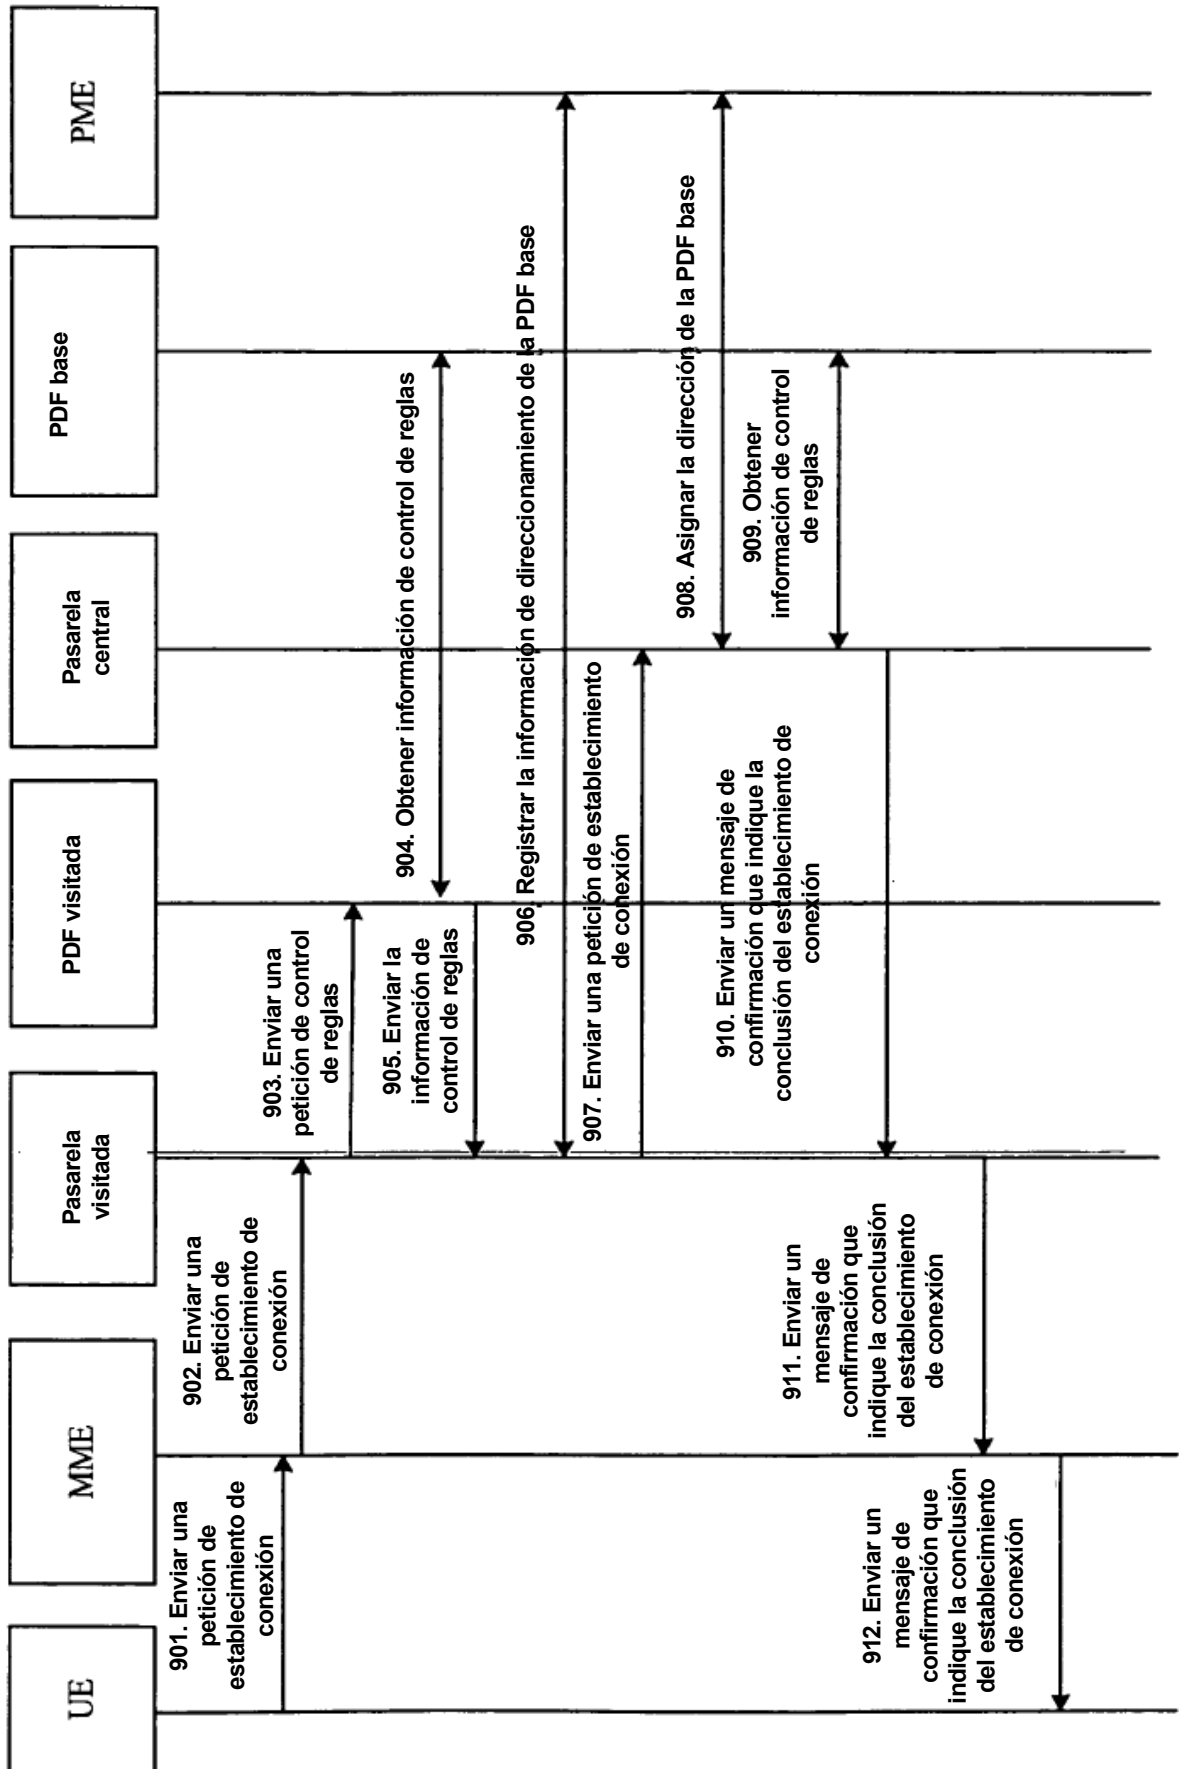 UE
MME
Pasarela
visitada
PDF visitada
Pasarela
central
PDF base
PME
901. Enviar una
petición de
establecimiento de
conexión
902. Enviar una
petición de
establecimiento de
conexión
903. Enviar una
petición de control
de reglas
904. Obtener información de control de reglas
905. Enviar la
información de
control de reglas
906. Registrar la información de direccionamiento de la PDF base
907. Enviar una petición de establecimiento
de conexión
908. Asignar la dirección de la PDF base
909. Obtener
información de control
de reglas
910. Enviar un mensaje de
confirmación que indique la
conclusión del establecimiento de
conexión
911. Enviar un
mensaje de
confirmación que
indique la conclusión
del establecimiento
de conexión
912. Enviar un
mensaje de
confirmación que
indique la conclusión
del establecimiento
de conexión